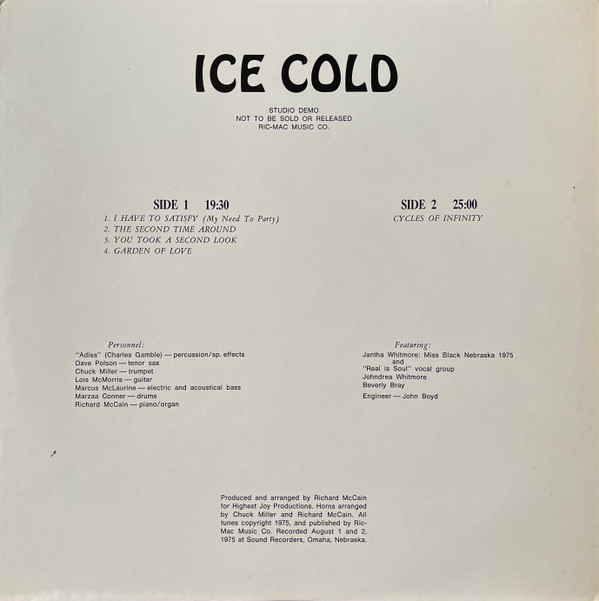 ICE COLD
STUDIO DEMO
NOT TO BE SOLD OR RELEASED
RIC-MAC MUSIC CO.
SIDE 1 19:30
1. I HAVE TO SATISFY (My Need To Party)
2. THE SECOND TIME AROUND
3. YOU TOOK A SECOND LOOK
4. GARDEN OF LOVE
SIDE 2 25:00
CYCLES OF INFINITY
Personnel:
"Adisa" (Charles Gamble) — percussion/sp. effects
Dave Polson — tenor sax
Chuck Miller — trumpet
Lois McMorris — guitar
Marcus McLaurine — electric and acoustical bass
Marzaa Conner — drums
Richard McCain — piano/organ
Featuring:
Jantha Whitmore: Miss Black Nebraska 1975
and
"Real is Soul" vocal group
Johndrea Whitmore
Beverly Bray
Engineer — John Boyd
Produced and arranged by Richard McCain
for Highest Joy Productions. Horns arranged
by Chuck Miller and Richard McCain. All
tunes copyright 1975, and published by Ric-
Mac Music Co. Recorded August 1 and 2,
1975 at Sound Recorders, Omaha, Nebraska.